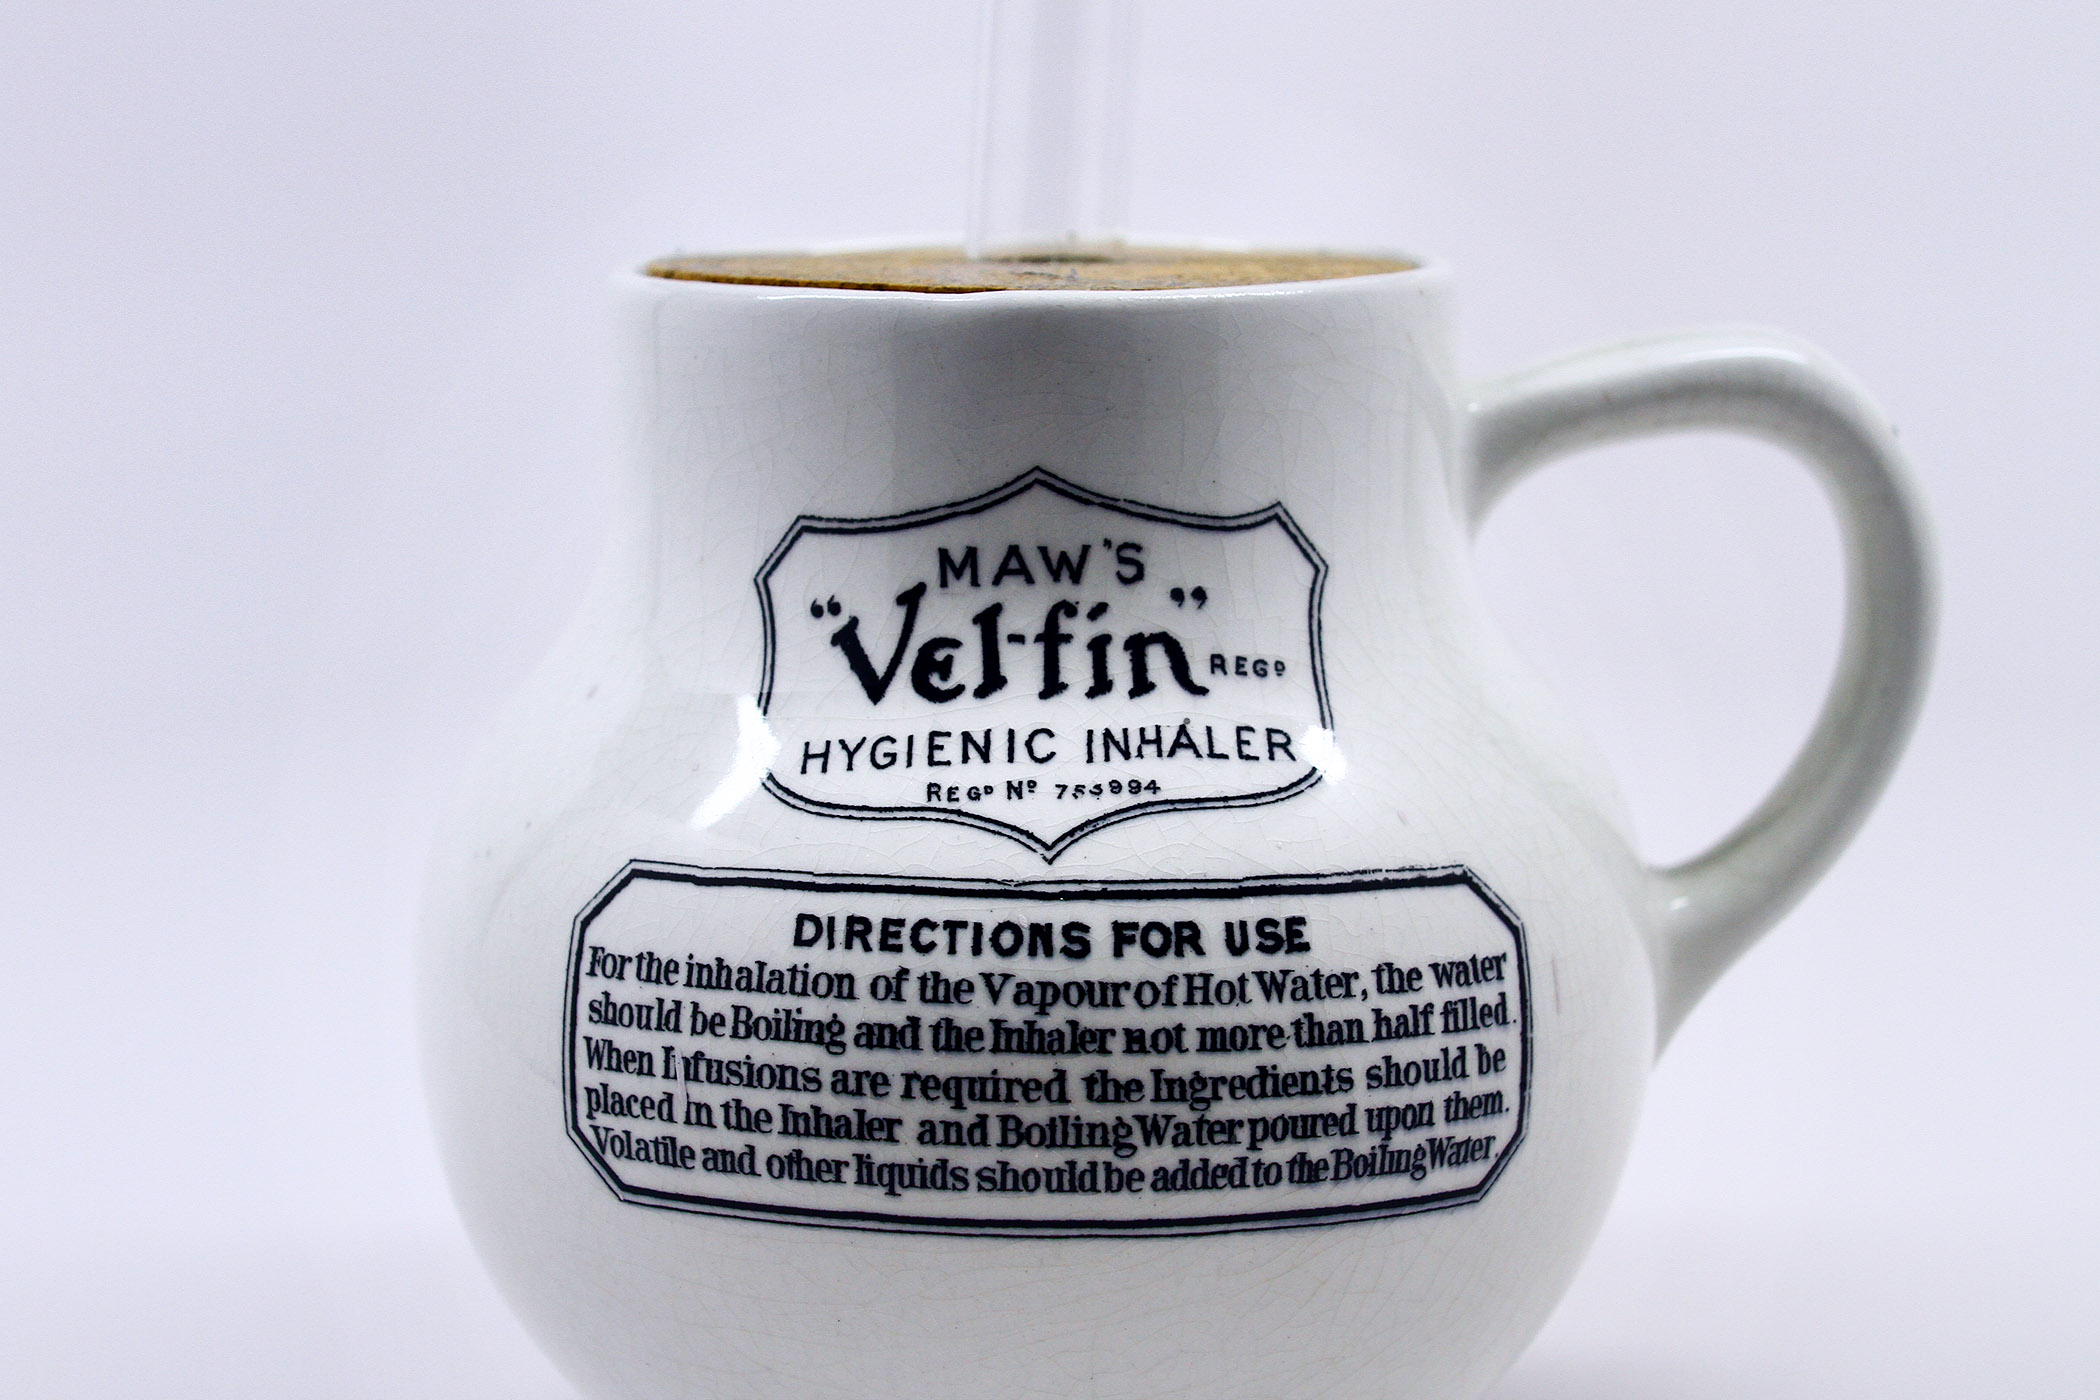 MAW'S
"Vel-fin" REGD
HYGIENIC INHALER
REGD No 753994
DIRECTIONS FOR USE
For the inhalation of the Vapour of Hot Water, the water
should be Boiling and the Inhaler not more than half filled.
When Infusions are required the Ingredients should be
placed in the Inhaler and Boiling Water poured upon them.
Volatile and other liquids should be added to the Boiling Water.